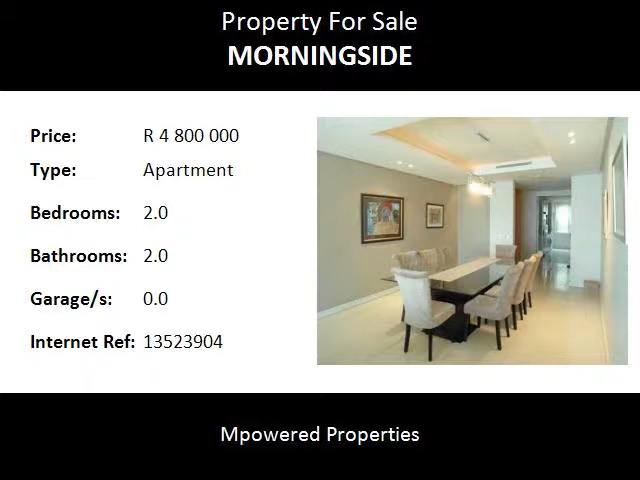 Property For Sale
MORNINGSIDE
Price: R 4 800 000
Type: Apartment
Bedrooms: 2.0
Bathrooms: 2.0
Garage/s: 0.0
Internet Ref: 13523904
Mpowered Properties